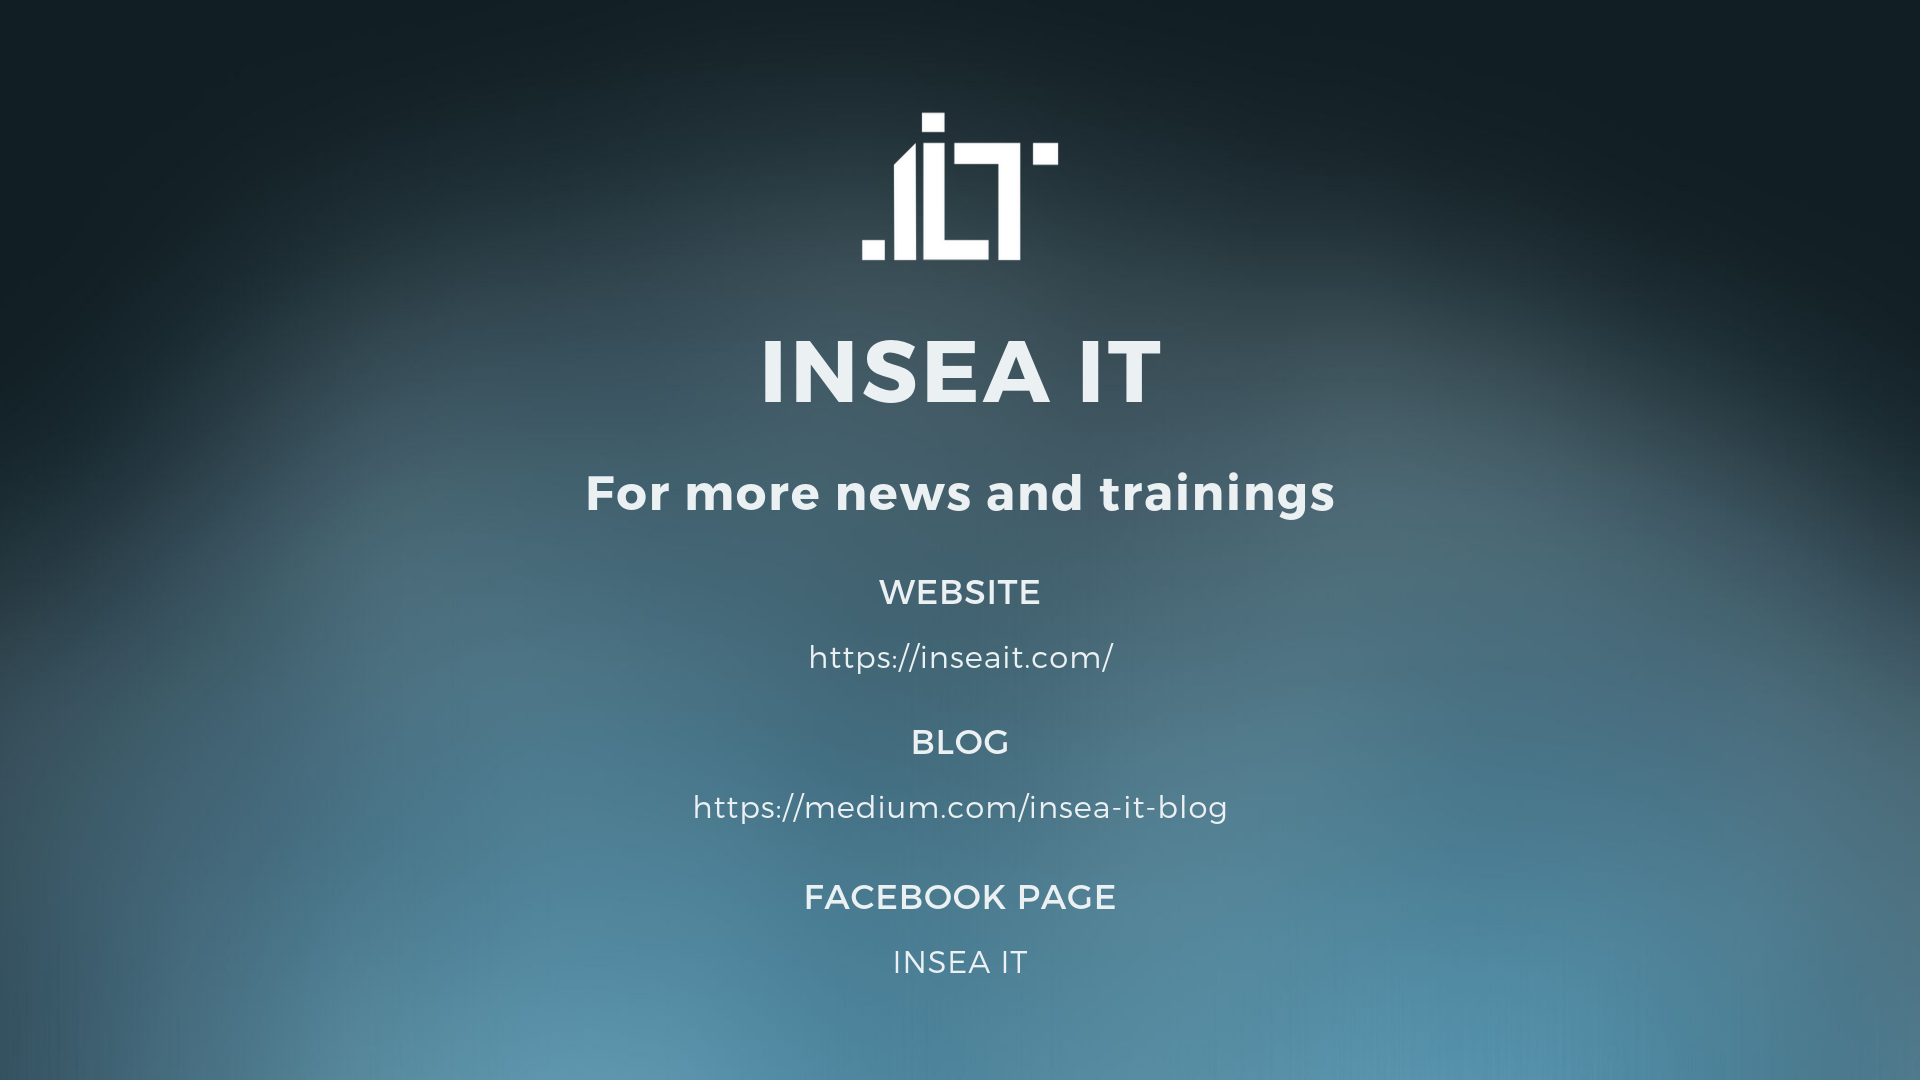 INSEA IT
For more news and trainings
WEBSITE
https://inseait.com/
BLOG
https://medium.com/insea-it-blog
FACEBOOK PAGE
INSEA IT